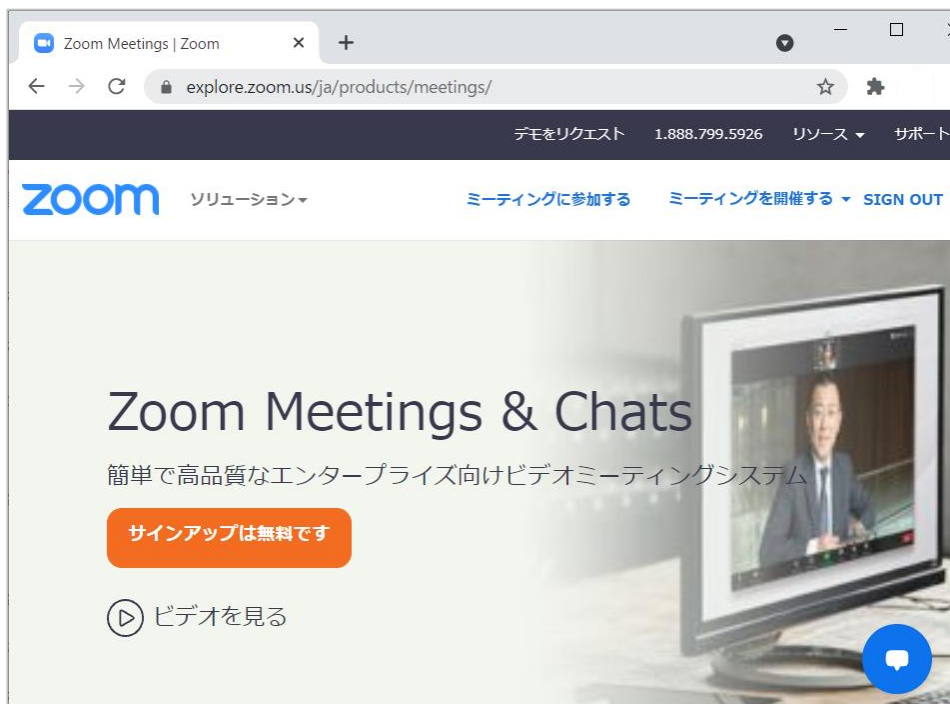 Zoom Meetings | Zoom
explore.zoom.us/ja/products/meetings/
デモをリクエスト 1.888.799.5926 リソース サポート
zoom ソリューション ミーティングに参加する ミーティングを開催する SIGN OUT
Zoom Meetings & Chats
簡単で高品質なエンタープライズ向けビデオミーティングシステム
サインアップは無料です
ビデオを見る